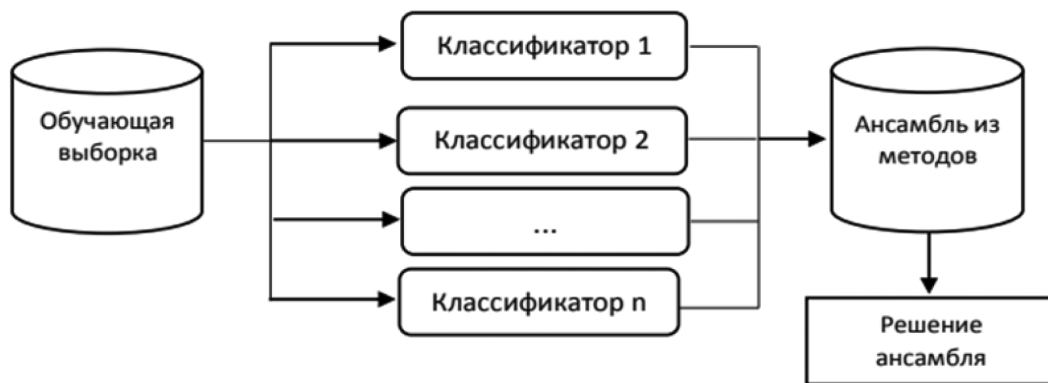 Обучающая
выборка
Классификатор 1
Классификатор 2
...
Классификатор n
Ансамбль из
методов
Решение
ансамбля